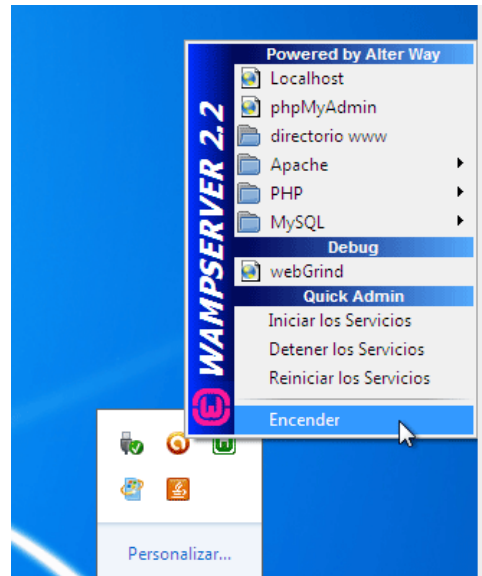 Powered by Alter Way
Localhost
phpMyAdmin
directorio www
Apache
PHP
MySQL
Debug
webGrind
Quick Admin
Iniciar los Servicios
Detener los Servicios
Reiniciar los Servicios
Encender
WAMPSERVER 2.2
Personalizar...